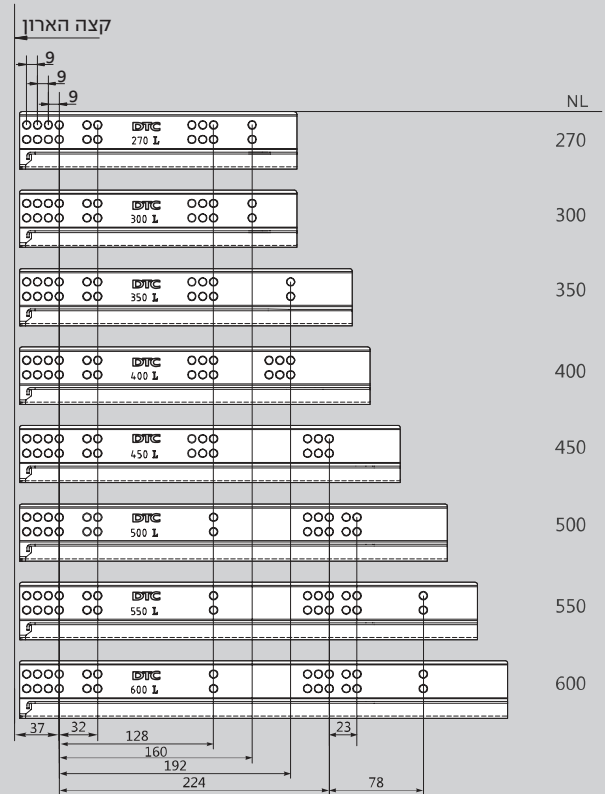 קצה הארון
9
9
9
NL
DTC
270 L
270
DTC
300 L
300
DTC
350 L
350
DTC
400 L
400
DTC
450 L
450
DTC
500 L
500
DTC
550 L
550
DTC
600 L
600
37 32 23
128
160
192
224 78